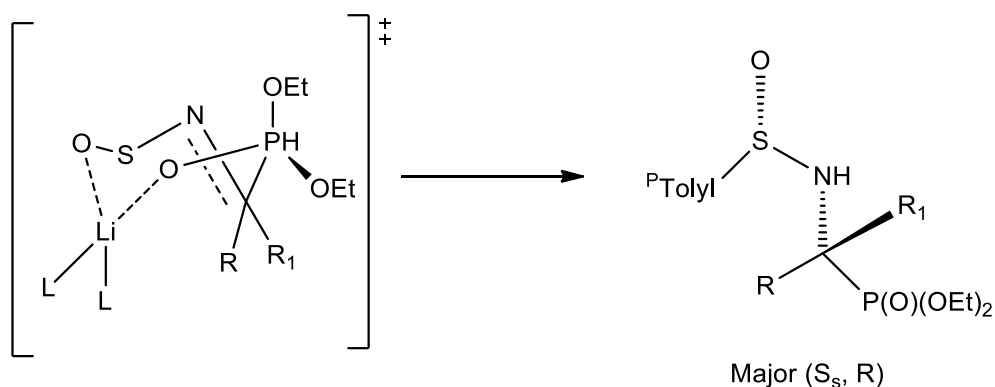 ‡
O
OEt
N
PH
O
S
O
OEt
Li
R
R₁
L
L
O
S
ᴾTolyl
NH
R₁
R
P(O)(OEt)₂
Major (Sₛ, R)